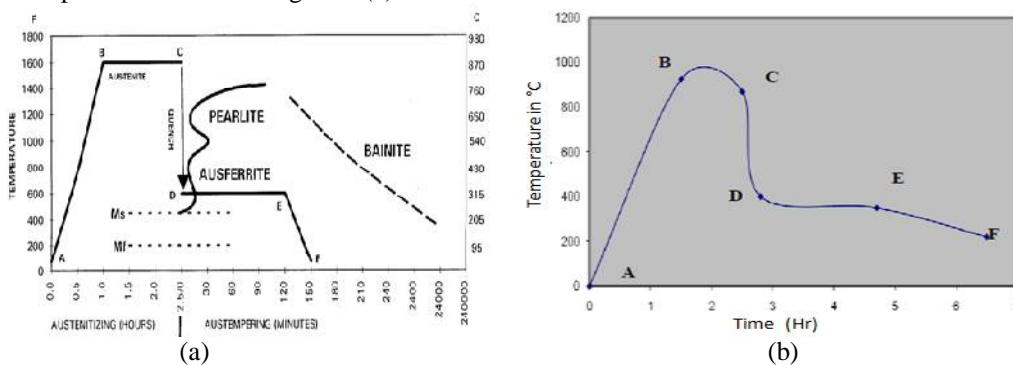 F
C
1800
1600
1400
1200
1000
800
600
400
200
0
TEMPERATURE
B
C
AUSTENITE
QUENCH
PEARLITE
AUSFERRITE
BAINITE
D
E
Ms
Mf
A
F
930
870
760
650
540
430
315
205
95
0.0
0.5
1.0
1.5
2.0
2.5/0
30
60
90
120
150
2400
24000
240000
AUSTENITIZING (HOURS)
AUSTEMPERING (MINUTES)
(a)
1200
1000
800
600
400
200
0
Temperature in °C
B
C
D
E
F
A
0
1
2
3
4
5
6
7
Time (Hr)
(b)